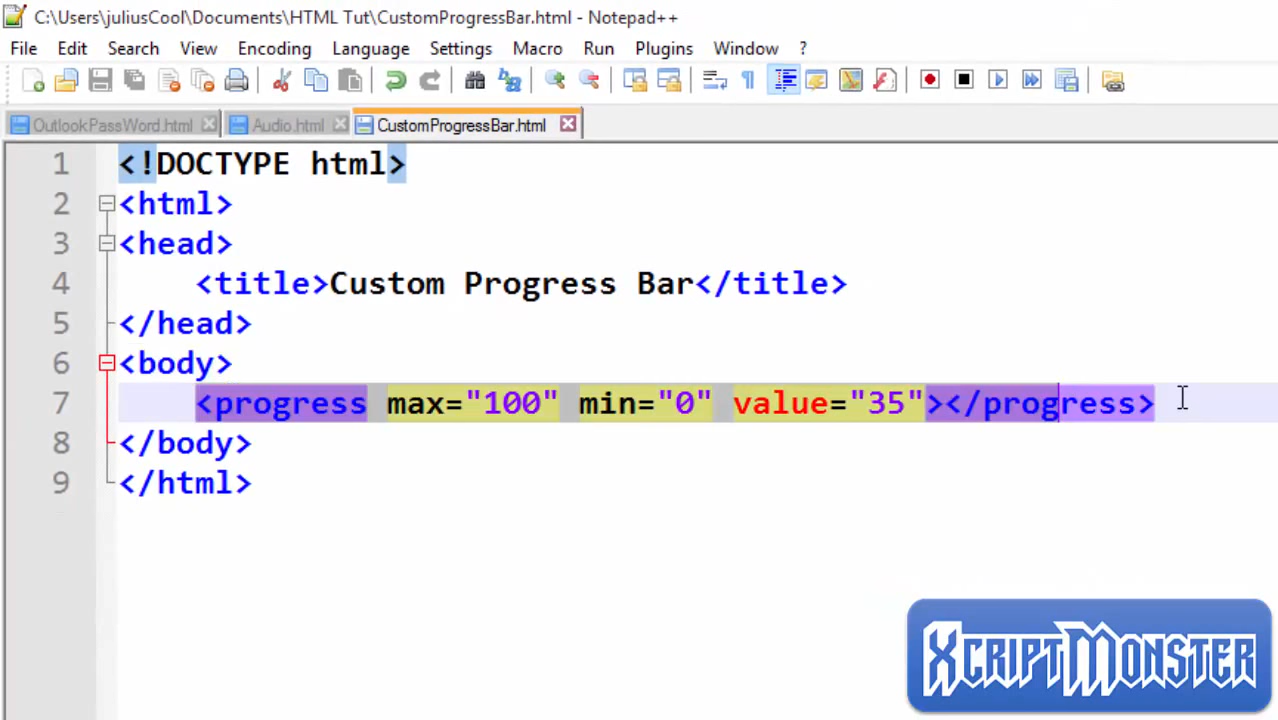 C:\Users\juliusCool\Documents\HTML Tut\CustomProgressBar.html - Notepad++
File Edit Search View Encoding Language Settings Macro Run Plugins Window ?
OutlookPassWord.html Audio.html CustomProgressBar.html
1 <!DOCTYPE html>
2 <html>
3 <head>
4 <title>Custom Progress Bar</title>
5 </head>
6 <body>
7 <progress max="100" min="0" value="35"></progress>
8 </body>
9 </html>
XCRIPTMONSTER